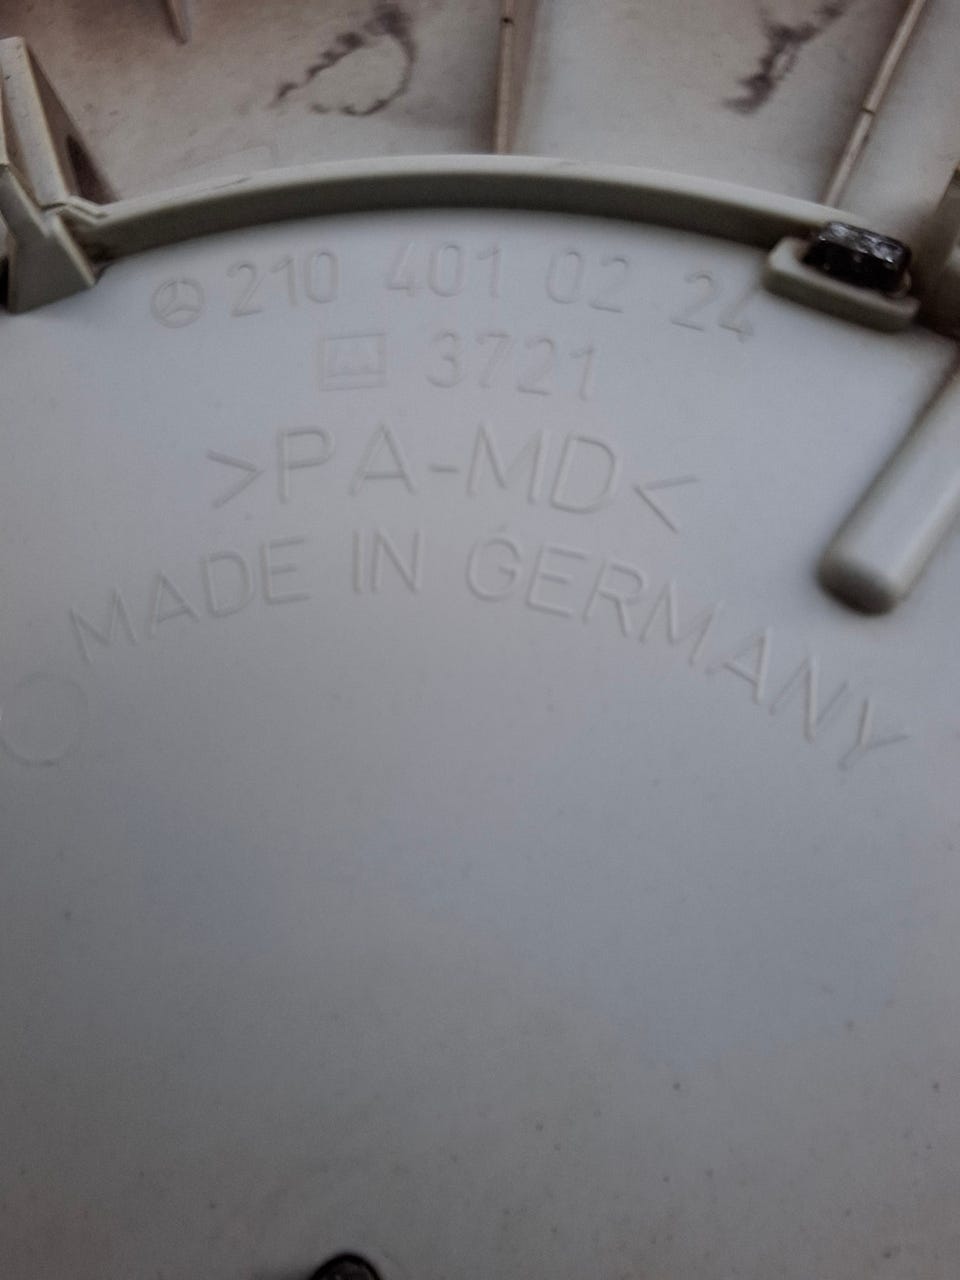 210 401 02 24
3721
>PA-MD<
MADE IN GERMANY